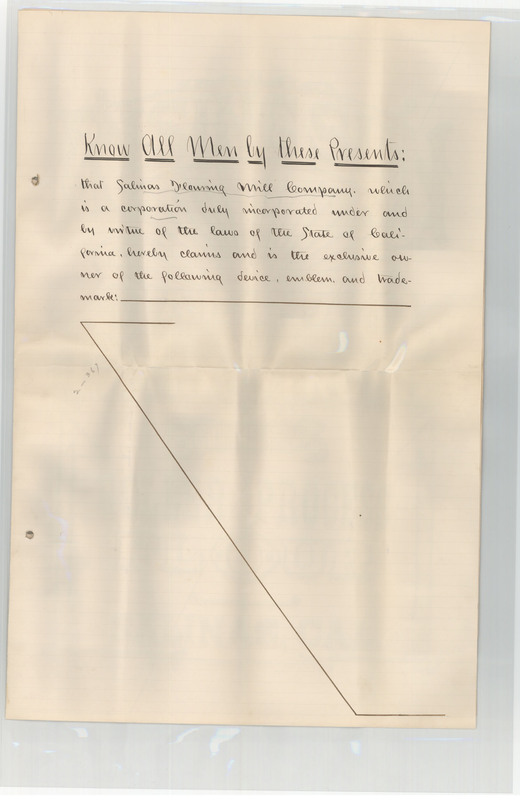 Know All Men by these Presents:
that Salinas Flouring Mill Company, which
is a corporation duly incorporated under and
by virtue of the laws of the State of Cali-
fornia, hereby claims and is the exclusive ow-
ner of the following device, emblem and trade-
mark: